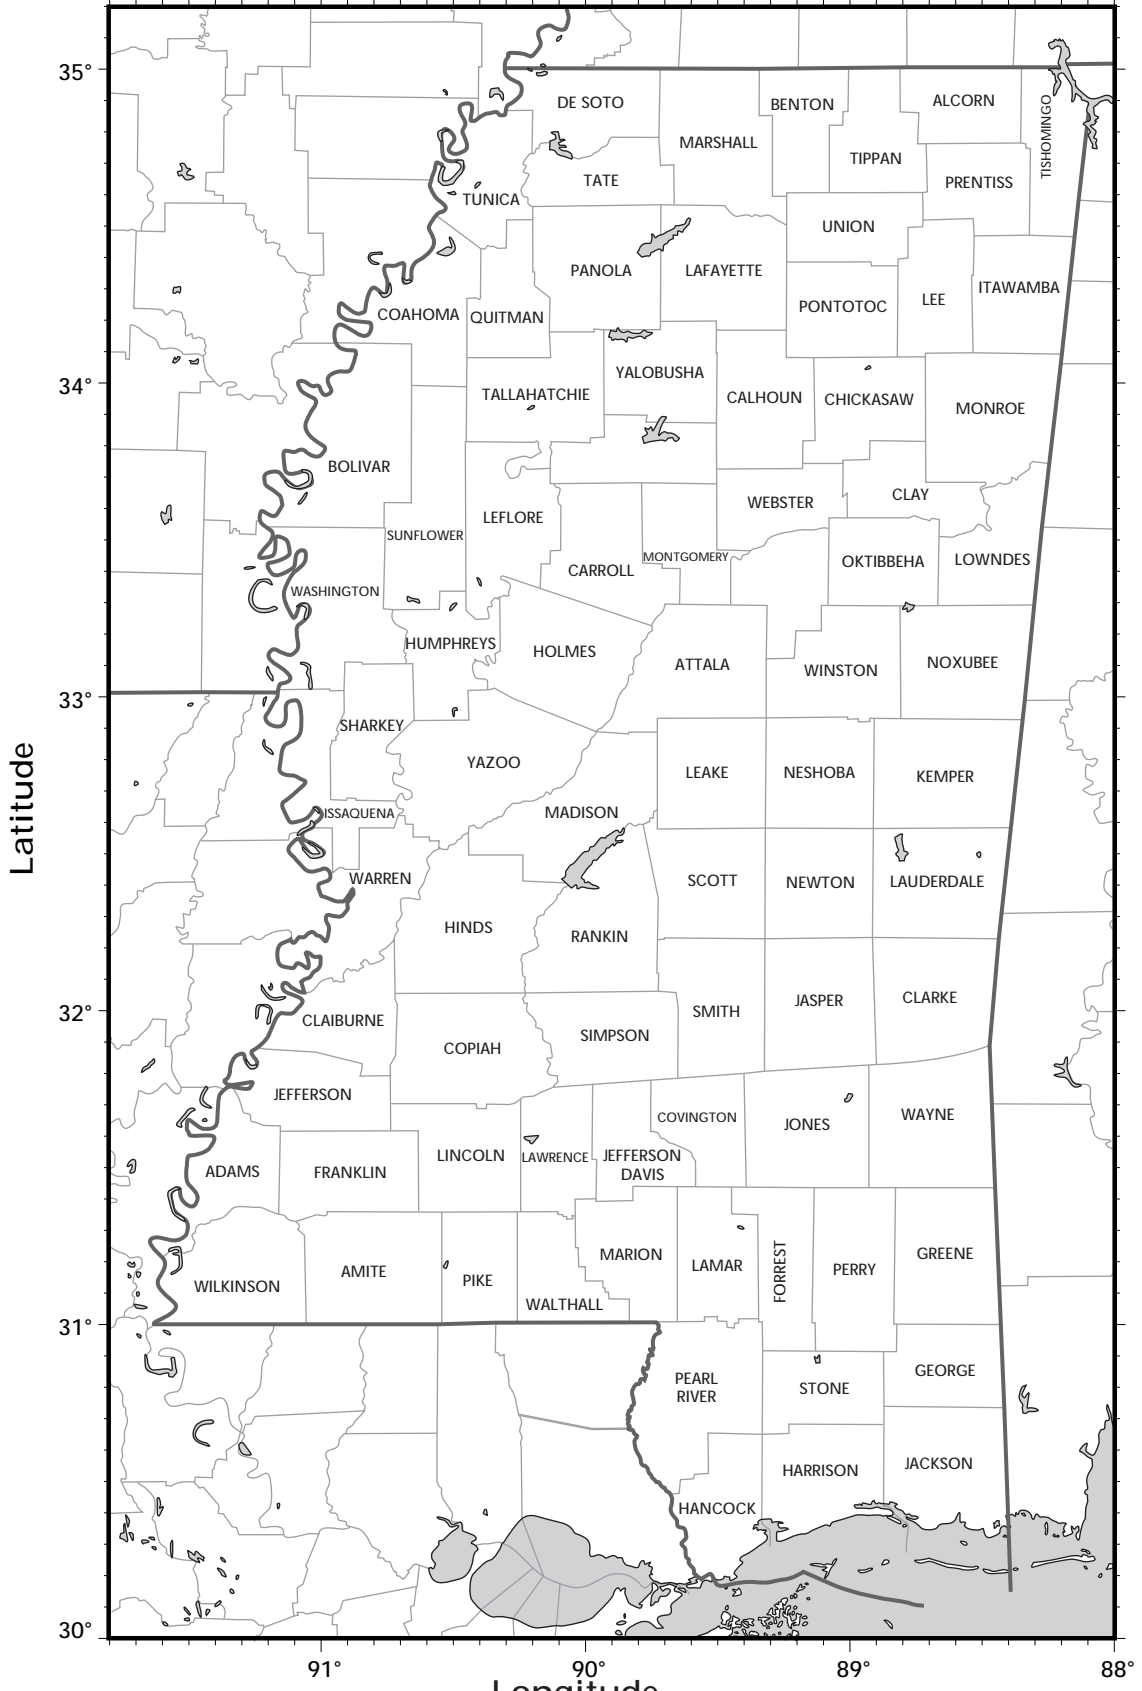 35°
DE SOTO
BENTON
ALCORN
TISHOMINGO
MARSHALL
TIPPAN
TATE
PRENTISS
TUNICA
UNION
PANOLA
LAFAYETTE
ITAWAMBA
LEE
PONTOTOC
COAHOMA
QUITMAN
YALOBUSHA
34°
TALLAHATCHIE
CALHOUN
CHICKASAW
MONROE
BOLIVAR
CLAY
WEBSTER
LEFLORE
SUNFLOWER
MONTGOMERY
OKTIBBEHA
LOWNDES
CARROLL
WASHINGTON
HUMPHREYS
HOLMES
ATTALA
WINSTON
NOXUBEE
33°
SHARKEY
YAZOO
LEAKE
NESHOBA
KEMPER
Latitude
ISSAQUENA
MADISON
WARREN
SCOTT
NEWTON
LAUDERDALE
HINDS
RANKIN
CLARKE
32°
CLAIBURNE
SMITH
JASPER
SIMPSON
COPIAH
JEFFERSON
COVINGTON
JONES
WAYNE
LINCOLN
LAWRENCE
JEFFERSON
DAVIS
ADAMS
FRANKLIN
MARION
LAMAR
FORREST
PERRY
GREENE
AMITE
PIKE
WILKINSON
WALTHALL
31°
GEORGE
PEARL
RIVER
STONE
HARRISON
JACKSON
HANCOCK
30°
91°
90°
89°
88°
Longitude